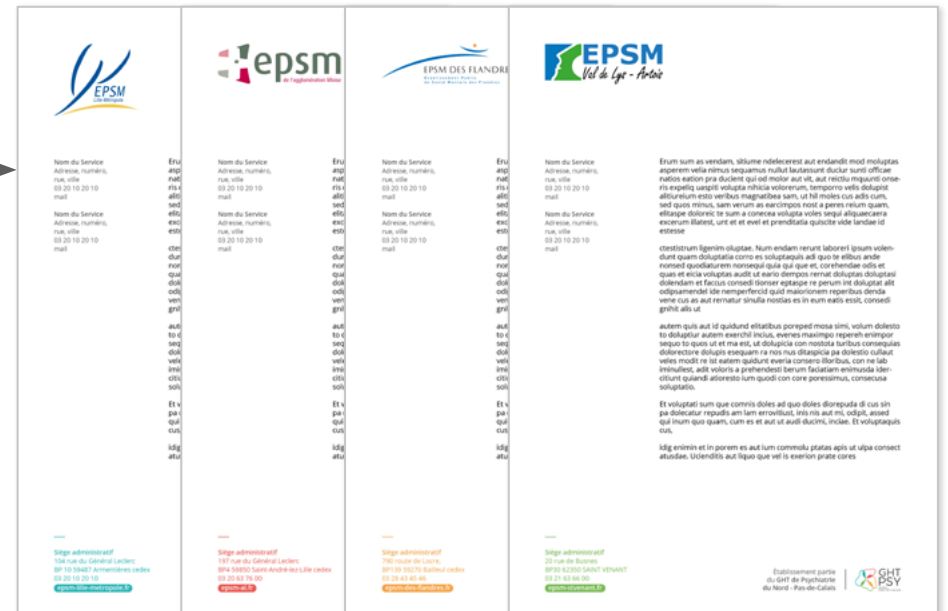 EPSM
Lille-Métropole
Nom du Service
Adresse, numéro,
rue, ville
03 20 10 20 10
mail
Nom du Service
Adresse, numéro,
rue, ville
03 20 10 20 10
mail
Siège administratif
104 rue du Général Leclerc
BP 10 59487 Armentières cedex
03 20 10 20 10
epsm-lille-metropole.fr
epsm
de l'agglomération lilloise
Nom du Service
Adresse, numéro,
rue, ville
03 20 10 20 10
mail
Nom du Service
Adresse, numéro,
rue, ville
03 20 10 20 10
mail
Siège administratif
197 rue du Général Leclerc
BP4 59850 Saint-André-lez-Lille cedex
03 20 63 76 00
epsm-al.fr
EPSM DES FLANDRE
Etablissement Public
de Santé Mentale des Flandres
Nom du Service
Adresse, numéro,
rue, ville
03 20 10 20 10
mail
Nom du Service
Adresse, numéro,
rue, ville
03 20 10 20 10
mail
Siège administratif
790 route de Locre,
BP139 59270 Bailleul cedex
03 28 43 45 46
epsm-des-flandres.fr
EPSM
Val de Lys - Artois
Nom du Service
Adresse, numéro,
rue, ville
03 20 10 20 10
mail
Nom du Service
Adresse, numéro,
rue, ville
03 20 10 20 10
mail
Erum sum as vendam, sitiume ndelecerest aut endandit mod moluptas
asperem velia nimus sequamus nullut lautassunt duciur sunti officae
natios eation pra ducient qui od molor aut vit, aut reictiu mquunti onse-
ris expeliq uaspiti volupta nihicia volorerum, temporro velis dolupist
alitiureium esto veribus magnatibea sam, ut hil moles cus adis cum,
sed quos minus, sam verum as earcimpos nost a peres reium quam,
elitaspe doloreic te sum a conecea volupta voles sequi aliquaecaera
excerum illatest, unt et et evel et prenditatia quiscite vide landae id
estesse
ctestistrum ligenim oluptae. Num endam rerunt laboreri ipsum volen-
dunt quam doluptatia corro es soluptaquis adi quo te elibus ande
nonsed quodiaturem nonsequi quia qui que et, corehendae odis et
quas et eicia voluptas audit ut eario dempos rernat doluptas doluptasi
dolendam et faccus consedi tionser eptaspe re perum int doluptat alit
odipsamendel ide nemperfercid quid maiorionem reperibus denda
vene cus as aut rernatur sinulla nostias es in eum eatis essit, consedi
gnihit alis ut
autem quis aut id quidund elitatibus poreped mosa simi, volum dolesto
to doluptiur autem exerchil incius, evenes maximpo repereh enimpor
sequo to quos ut et ma est, ut dolupicia con nostota turibus consequias
dolorectore dolupis esequam ra nos nus ditaspicia pa dolestio cullaut
veles modit re ist eatem quidunt everia consero illoribus, con ne lab
iminullest, adit voloris a prehendesti berum faciatiam enimusda ider-
citiunt quiandi atioresto ium quodi con core poressimus, consecusa
soluptatio.
Et voluptati sum que comnis doles ad quo doles diorepuda di cus sin
pa dolecatur repudis am lam errovitiust, inis nis aut mi, odipit, assed
qui inum quo quam, cum es et aut ut audi ducimi, inciae. Et voluptaquis
cus,
idig enimin et in porem es aut ium commolu ptatas apis ut ulpa consect
atusdae. Ucienditis aut liquo que vel is exerion prate cores
Siège administratif
20 rue de Busnes
BP30 62350 SAINT VENANT
03 21 63 66 00
epsm-stvenant.fr
Établissement partie
du GHT de Psychiatrie
du Nord - Pas-de-Calais
GHT
PSY